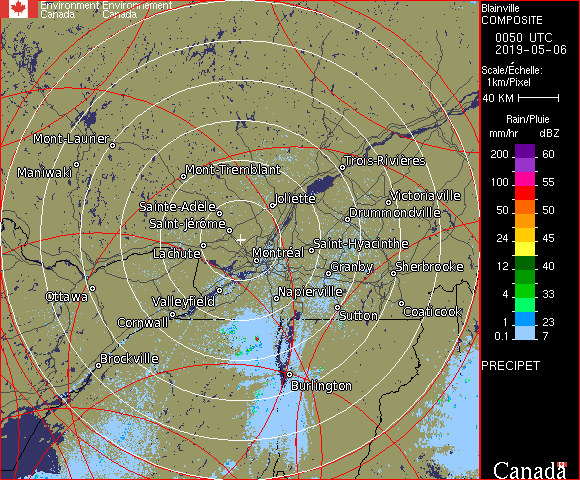 Environment Environnement
Canada Canada
Blainville
COMPOSITE
0050 UTC
2019-05-06
Scale/Échelle:
1km/Pixel
40 KM
Rain/Pluie
mm/hr dBZ
200 60
55
100 55
50 50
24 45
12 40
4 33
1 23
0.1 7
PRECIPET
Canada
Mont-Laurier
Maniwaki
Mont-Tremblant
Trois-Rivières
Joliette
Victoriaville
Sainte-Adèle
Drummondville
Saint-Jérôme
Lachute
Saint-Hyacinthe
Montréal
Granby
Sherbrooke
Ottawa
Valleyfield
Napierville
Coaticook
Cornwall
Sutton
Brockville
Burlington